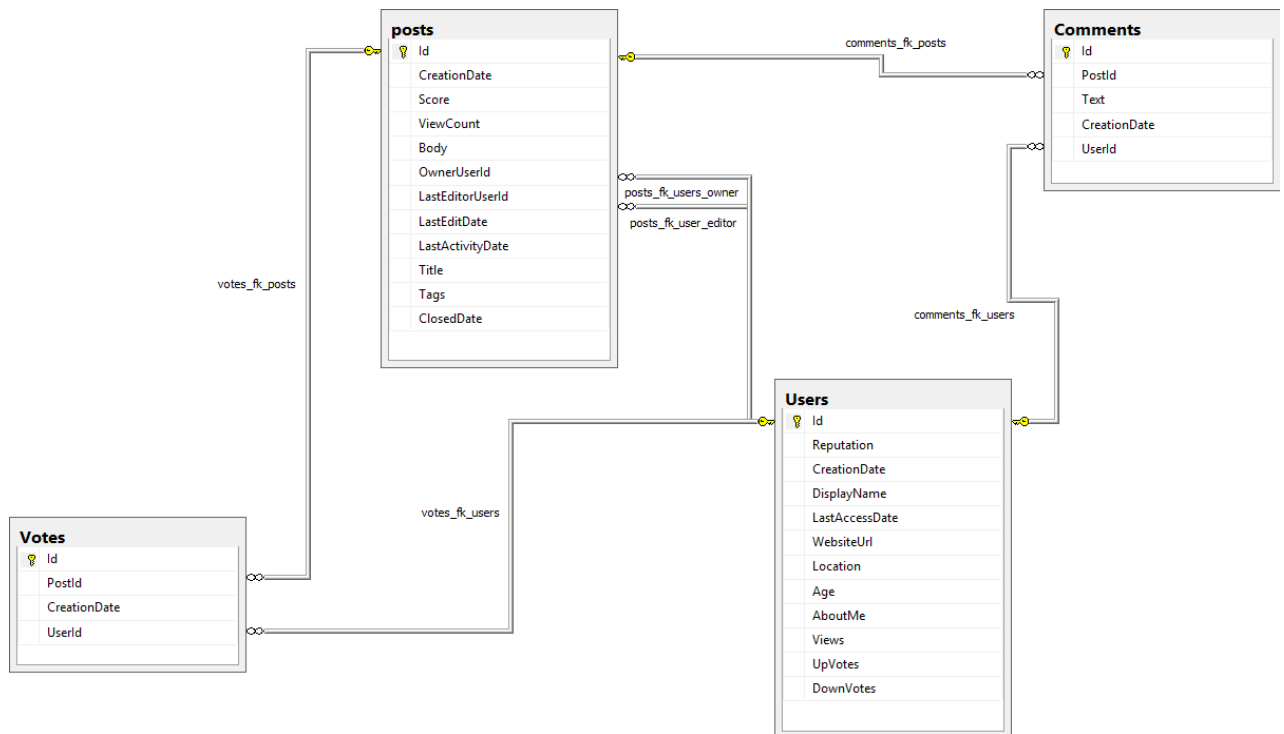 posts
Id
CreationDate
Score
ViewCount
Body
OwnerUserId
LastEditorUserId
LastEditDate
LastActivityDate
Title
Tags
ClosedDate
comments_fk_posts
Comments
Id
PostId
Text
CreationDate
UserId
posts_fk_users_owner
posts_fk_user_editor
votes_fk_posts
comments_fk_users
Users
Id
Reputation
CreationDate
DisplayName
LastAccessDate
WebsiteUrl
Location
Age
AboutMe
Views
UpVotes
DownVotes
votes_fk_users
Votes
Id
PostId
CreationDate
UserId